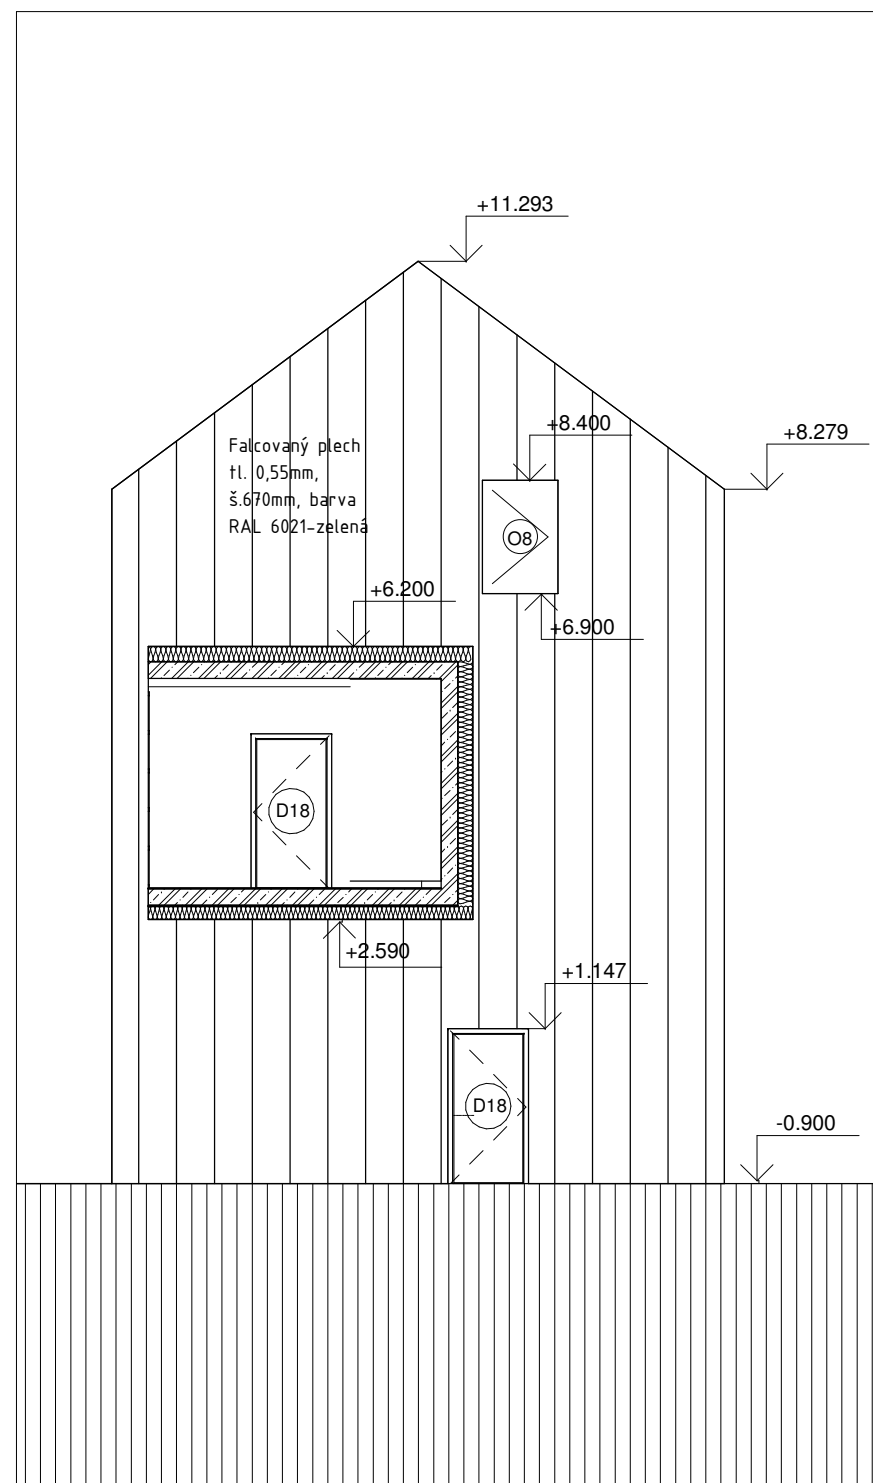 +11.293
+8.400
+8.279
Falcovaný plech
tl. 0,55mm,
š.670mm, barva
RAL 6021-zelená
O8
+6.200
+6.900
D18
+2.590
+1.147
D18
-0.900